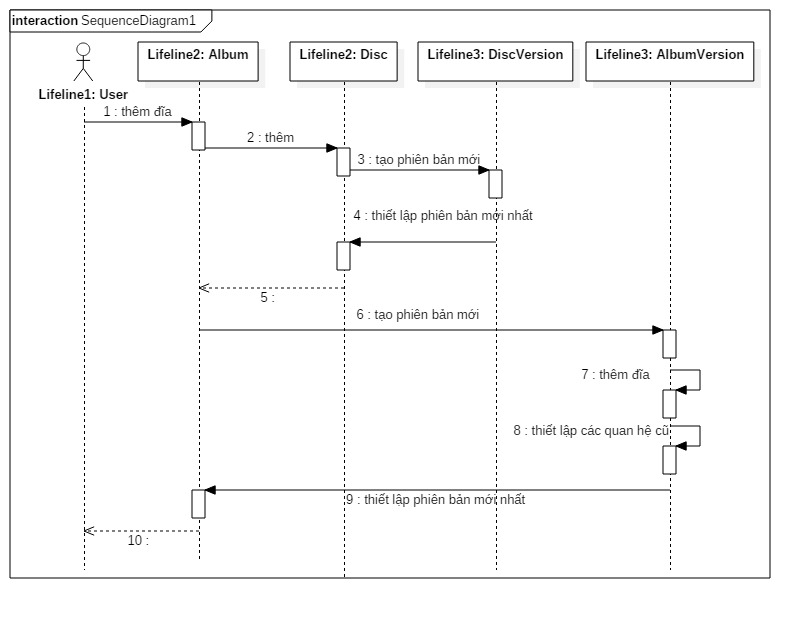 interaction SequenceDiagram1
Lifeline2: Album
Lifeline2: Disc
Lifeline3: DiscVersion
Lifeline3: AlbumVersion
Lifeline1: User
1 : thêm đĩa
2 : thêm
3 : tạo phiên bản mới
4 : thiết lập phiên bản mới nhất
5 :
6 : tạo phiên bản mới
7 : thêm đĩa
8 : thiết lập các quan hệ cũ
9 : thiết lập phiên bản mới nhất
10 :